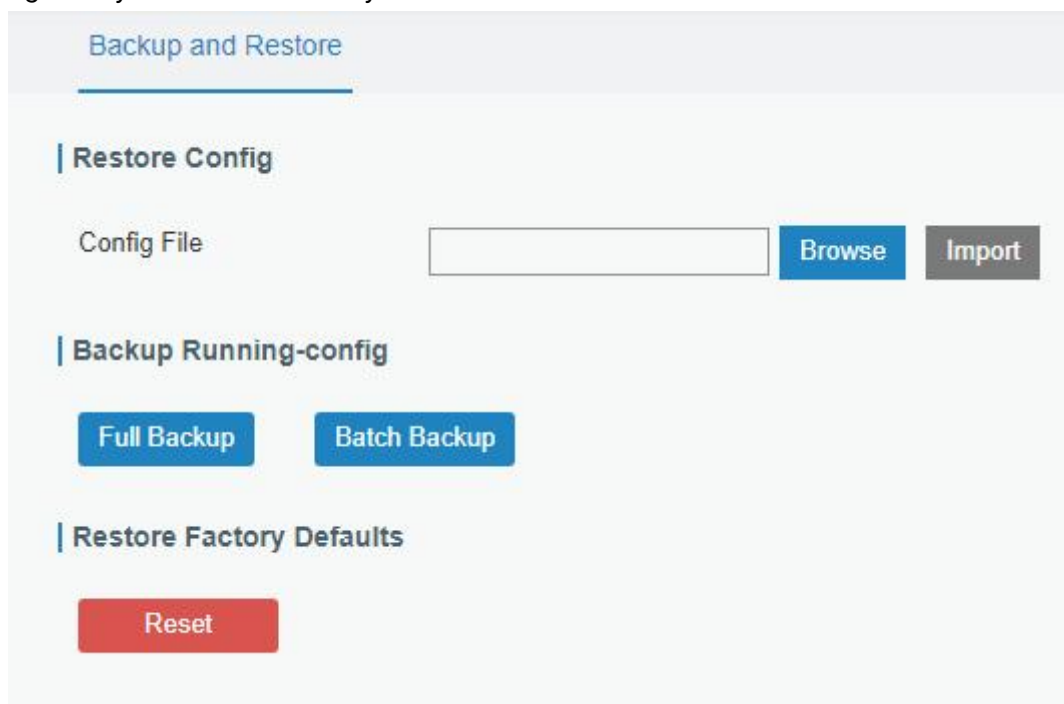 Backup and Restore
Restore Config
Config File Browse Import
Backup Running-config
Full Backup Batch Backup
Restore Factory Defaults
Reset